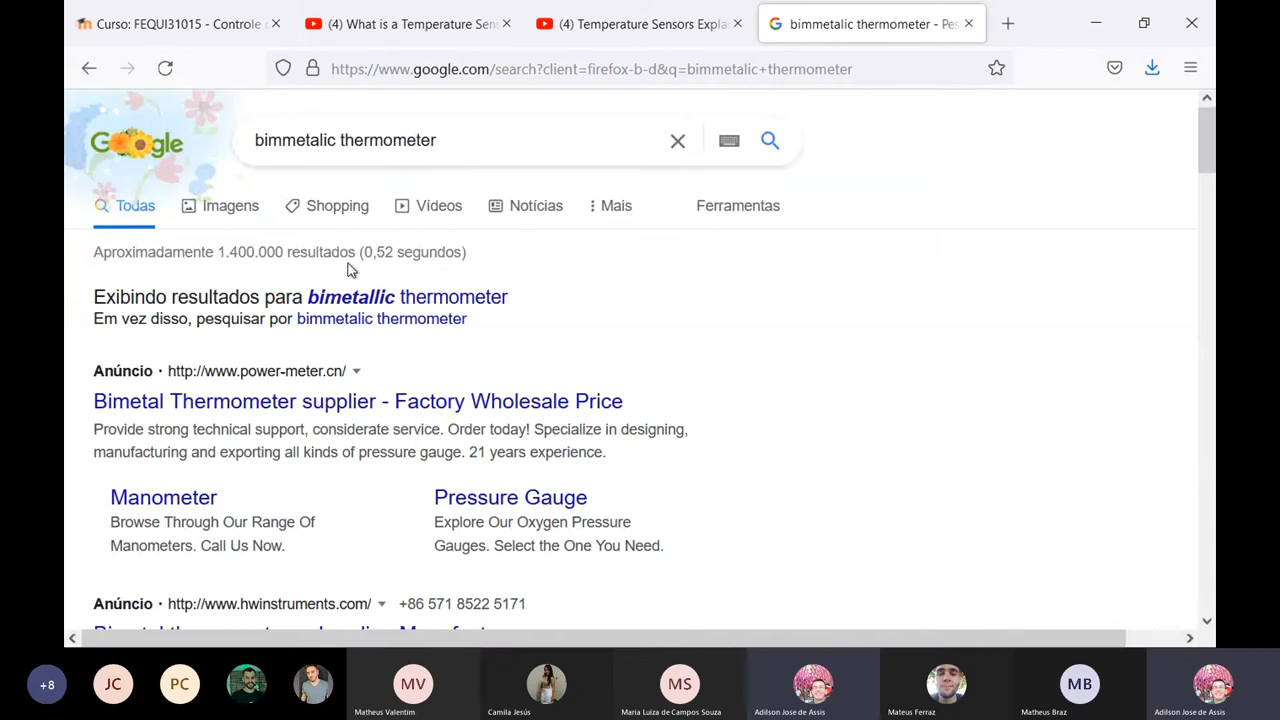 Curso: FEQUI31015 - Controle
(4) What is a Temperature Sens
(4) Temperature Sensors Expla
bimmetalic thermometer - Pes
https://www.google.com/search?client=firefox-b-d&q=bimmetalic+thermometer
Google
bimmetalic thermometer
Todas
Imagens
Shopping
Vídeos
Notícias
Mais
Ferramentas
Aproximadamente 1.400.000 resultados (0,52 segundos)
Exibindo resultados para bimetallic thermometer
Em vez disso, pesquisar por bimmetalic thermometer
Anúncio · http://www.power-meter.cn/
Bimetal Thermometer supplier - Factory Wholesale Price
Provide strong technical support, considerate service. Order today! Specialize in designing,
manufacturing and exporting all kinds of pressure gauge. 21 years experience.
Manometer
Browse Through Our Range Of
Manometers. Call Us Now.
Pressure Gauge
Explore Our Oxygen Pressure
Gauges. Select the One You Need.
Anúncio · http://www.hwinstruments.com/ +86 571 8522 5171
+8
JC
PC
MV
Matheus Valentim
Camila Jesús
MS
Maria Luiza de Campos Souza
Adilson Jose de Assis
Mateus Ferraz
MB
Matheus Braz
Adilson Jose de Assis